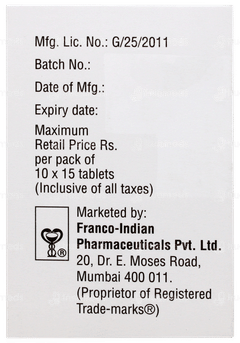 Mfg. Lic. No.: G/25/2011
Batch No.:
Date of Mfg.:
Expiry date:
Maximum
Retail Price Rs.
per pack of
10 x 15 tablets
(Inclusive of all taxes)
Marketed by:
Franco-Indian
Pharmaceuticals Pvt. Ltd.
20, Dr. E. Moses Road,
Mumbai 400 011.
(Proprietor of Registered
Trade-marks®)
®